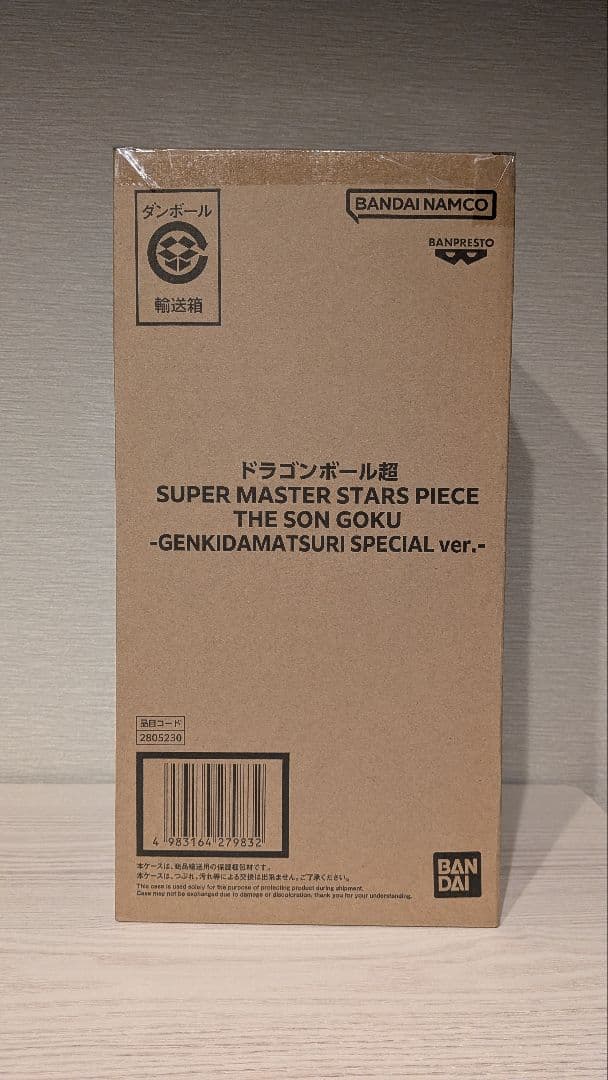 ダンボール
輸送箱
BANDAI NAMCO
BANPRESTO
ドラゴンボール超
SUPER MASTER STARS PIECE
THE SON GOKU
-GENKIDAMATSURI SPECIAL ver.-
品目コード
2805230
4 983164 279832
本ケースは、商品輸送用の保護梱包材です。
本ケースは、つぶれ、汚れ等による交換は出来ません。ご了承ください。
This case is used solely for the purpose of protecting product during shipment.
Case may not be exchanged due to damage or discoloration, thank you for your understanding.
BAN
DAI